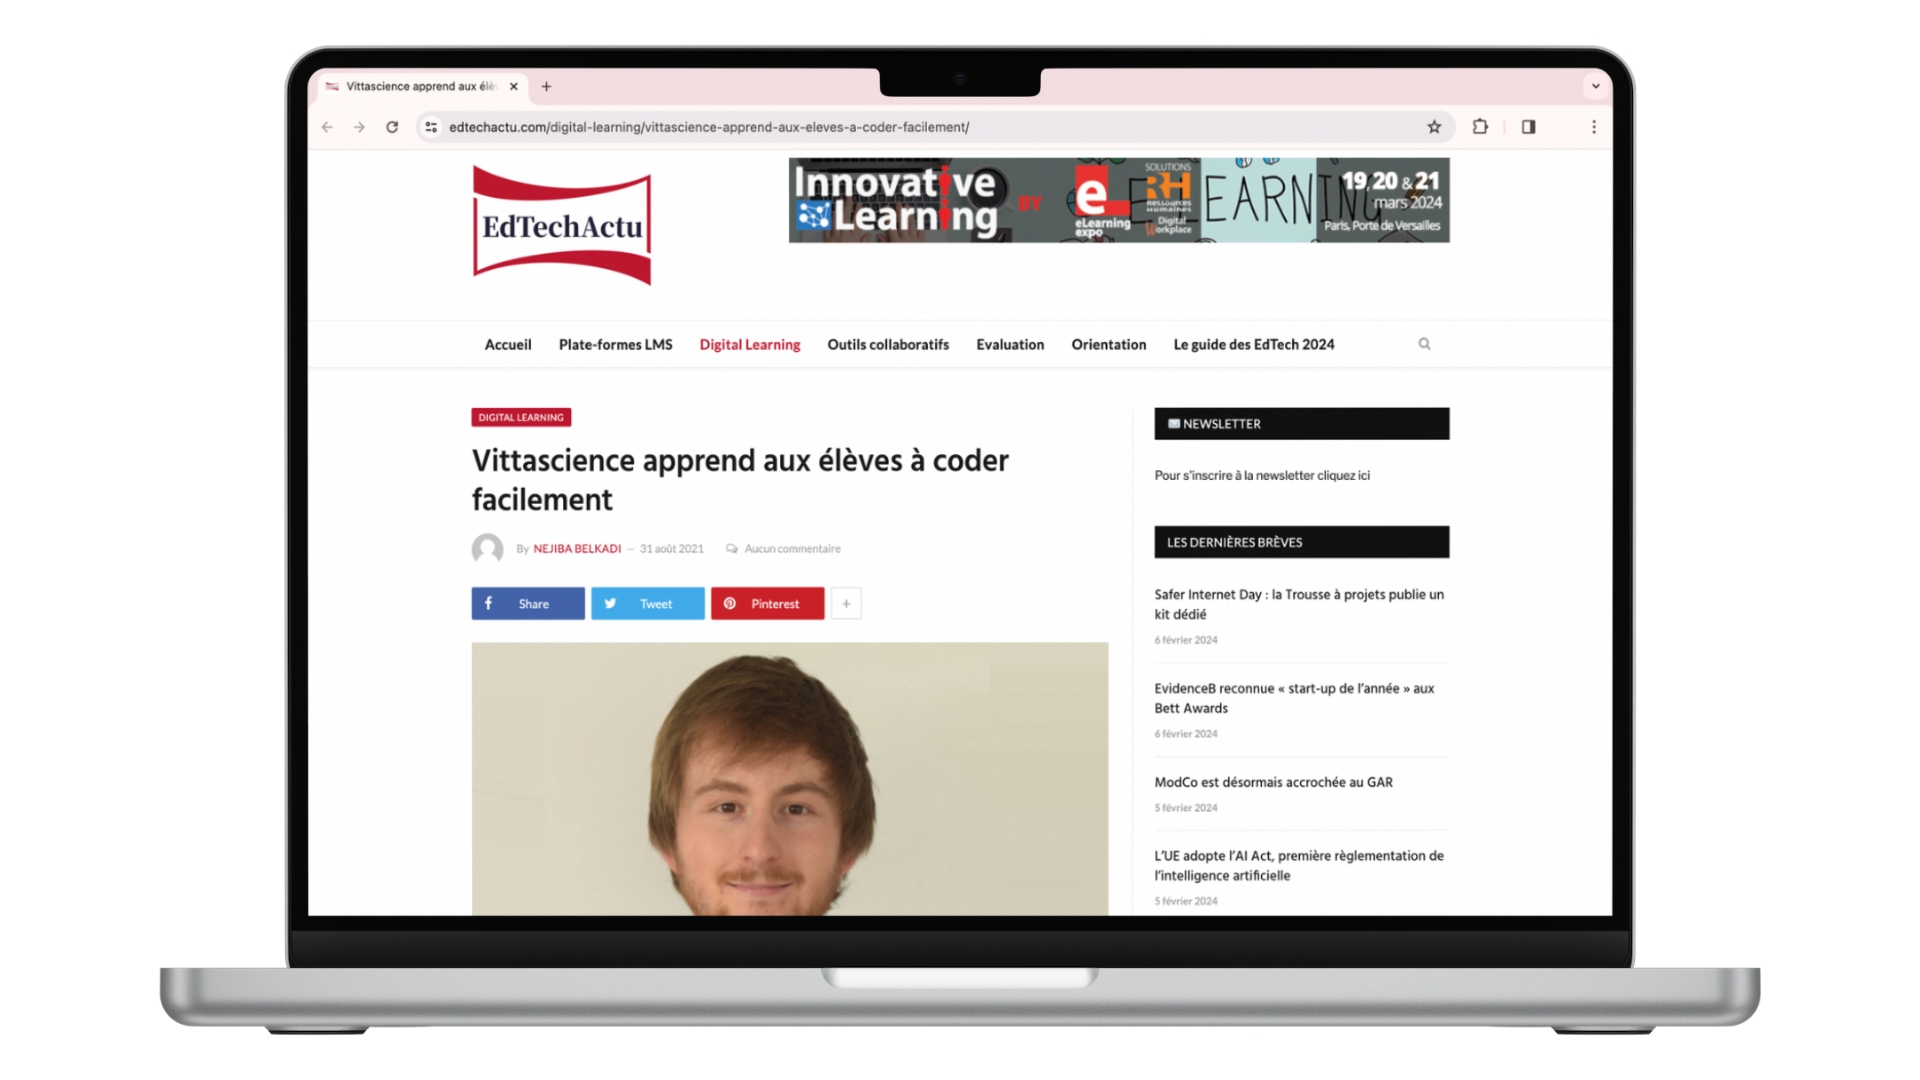 Vittascience apprend aux élè
edtechactu.com/digital-learning/vittascience-apprend-aux-eleves-a-coder-facilement/
EdTechActu
Innovative
Learning
BY
e
eLearning
expo
SOLUTIONS
RH
Ressources
Humaines
Digital
Workplace
LEARNING
19, 20 & 21
mars 2024
Paris, Porte de Versailles
Accueil Plate-formes LMS Digital Learning Outils collaboratifs Evaluation Orientation Le guide des EdTech 2024
DIGITAL LEARNING
Vittascience apprend aux élèves à coder
facilement
By NEJIBA BELKADI — 31 août 2021 Aucun commentaire
Share Tweet Pinterest +
NEWSLETTER
Pour s'inscrire à la newsletter cliquez ici
LES DERNIÈRES BRÈVES
Safer Internet Day : la Trousse à projets publie un
kit dédié
6 février 2024
EvidenceB reconnue « start-up de l'année » aux
Bett Awards
6 février 2024
ModCo est désormais accrochée au GAR
5 février 2024
L'UE adopte l'AI Act, première règlementation de
l'intelligence artificielle
5 février 2024